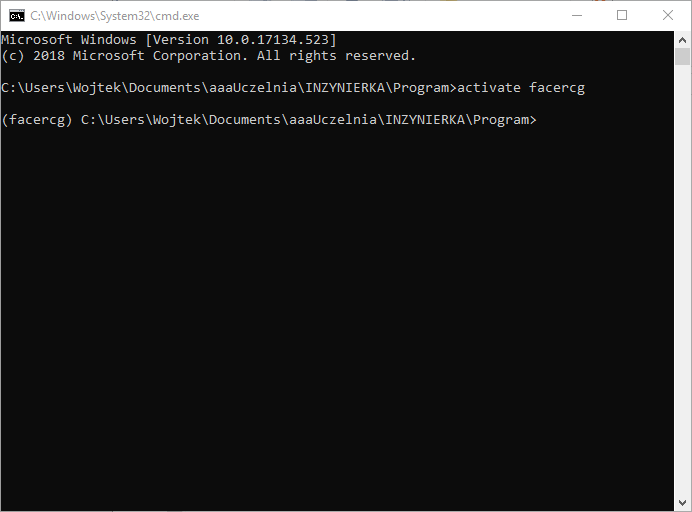 C:\Windows\System32\cmd.exe
Microsoft Windows [Version 10.0.17134.523]
(c) 2018 Microsoft Corporation. All rights reserved.
C:\Users\Wojtek\Documents\aaaUczelnia\INZYNIERKA\Program>activate facercg
(facercg) C:\Users\Wojtek\Documents\aaaUczelnia\INZYNIERKA\Program>